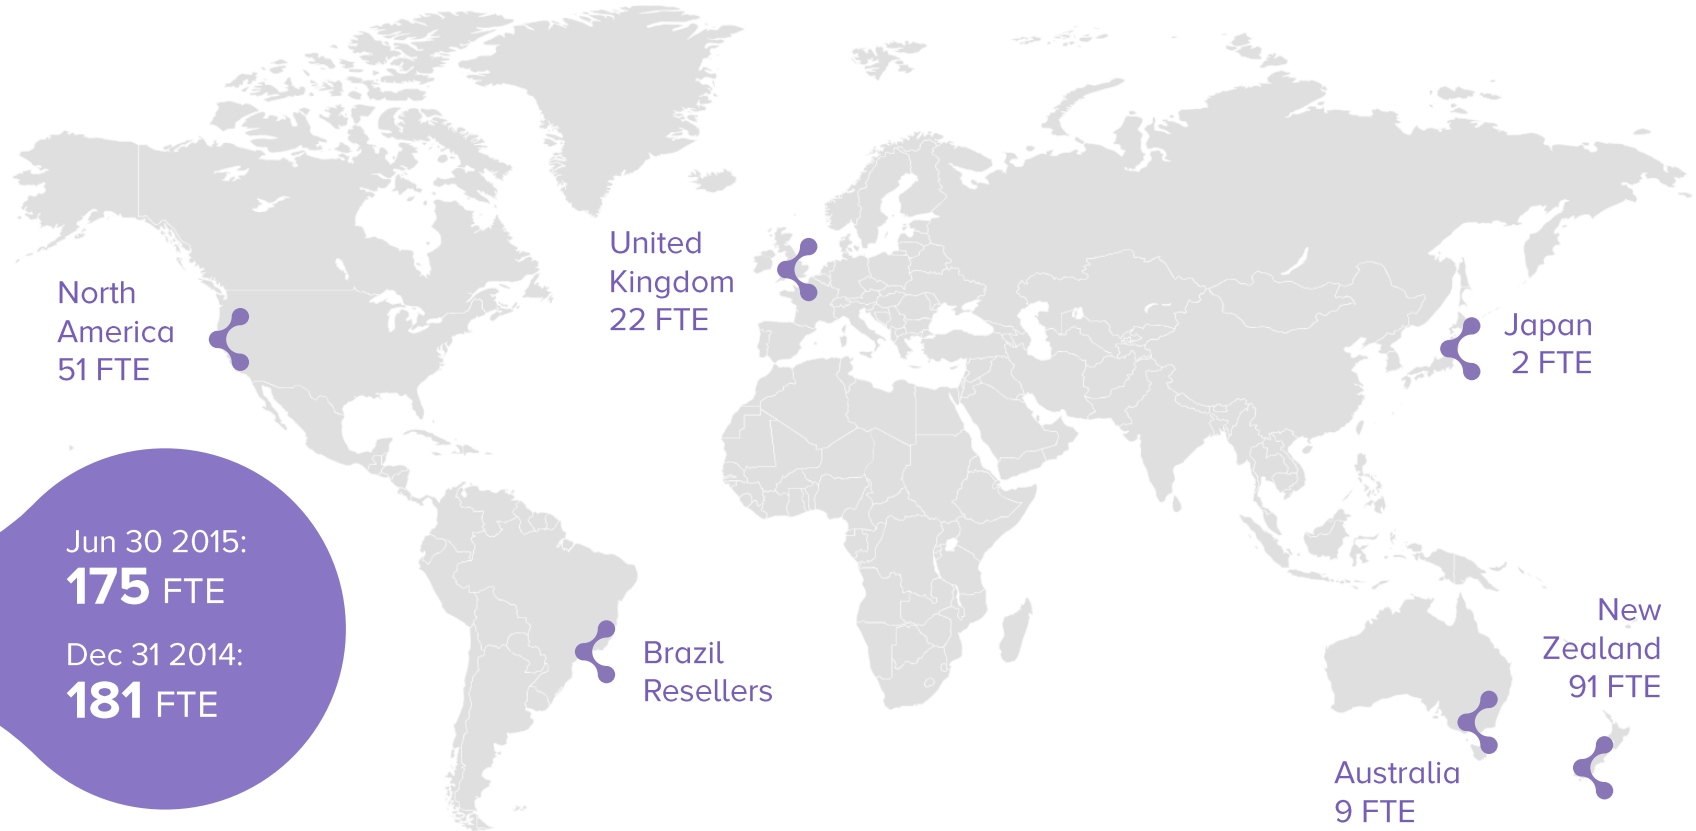 North
America
51 FTE
United
Kingdom
22 FTE
Japan
2 FTE
Jun 30 2015:
175 FTE
Dec 31 2014:
181 FTE
Brazil
Resellers
New
Zealand
91 FTE
Australia
9 FTE